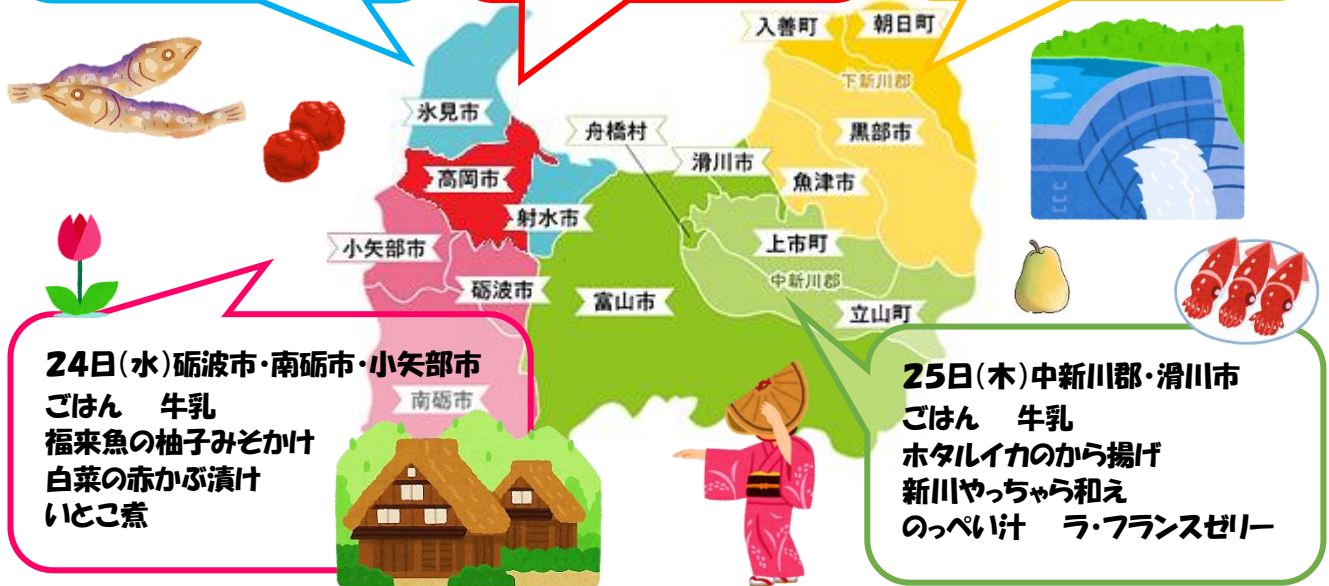 入善町
朝日町
下新川郡
氷見市
舟橋村
黒部市
滑川市
高岡市
魚津市
射水市
小矢部市
上市町
中新川郡
砺波市
富山市
立山町
南砺市
24日(水)砺波市・南砺市・小矢部市
ごはん　牛乳
福来魚の柚子みそかけ
白菜の赤かぶ漬け
いとこ煮
25日(木)中新川郡・滑川市
ごはん　牛乳
ホタルイカのから揚げ
新川やっちゃら和え
のっぺい汁　ラ・フランスゼリー